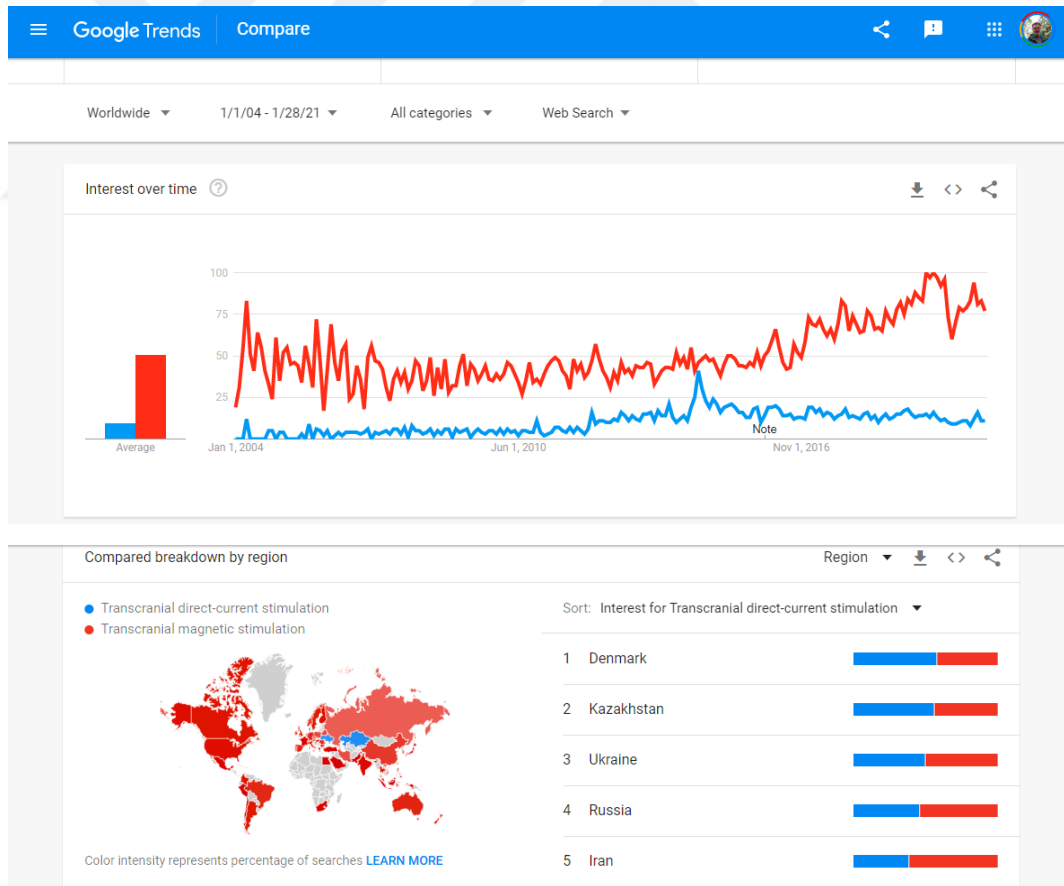 Google Trends Compare
Worldwide 1/1/04 - 1/28/21 All categories Web Search
Interest over time
100
75
50
25
Note
Average
Jan 1, 2004 Jun 1, 2010 Nov 1, 2016
Compared breakdown by region Region
Transcranial direct-current stimulation
Transcranial magnetic stimulation
Color intensity represents percentage of searches LEARN MORE
Sort: Interest for Transcranial direct-current stimulation
1 Denmark
2 Kazakhstan
3 Ukraine
4 Russia
5 Iran